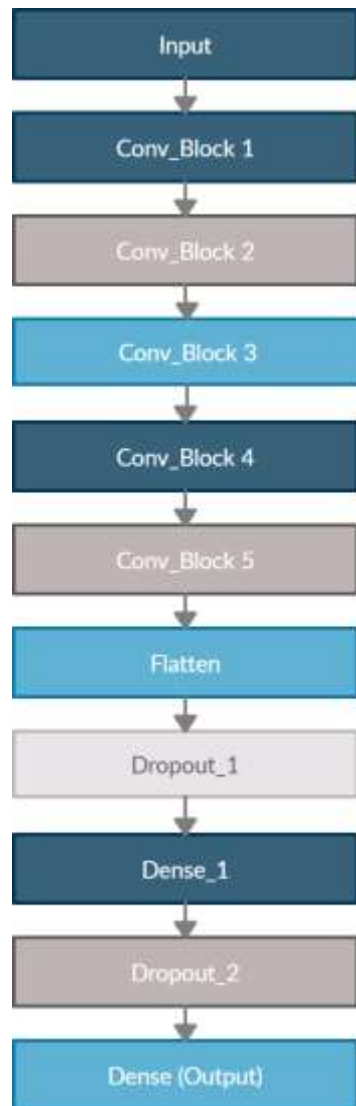 Input
Conv_Block 1
Conv_Block 2
Conv_Block 3
Conv_Block 4
Conv_Block 5
Flatten
Dropout_1
Dense_1
Dropout_2
Dense (Output)